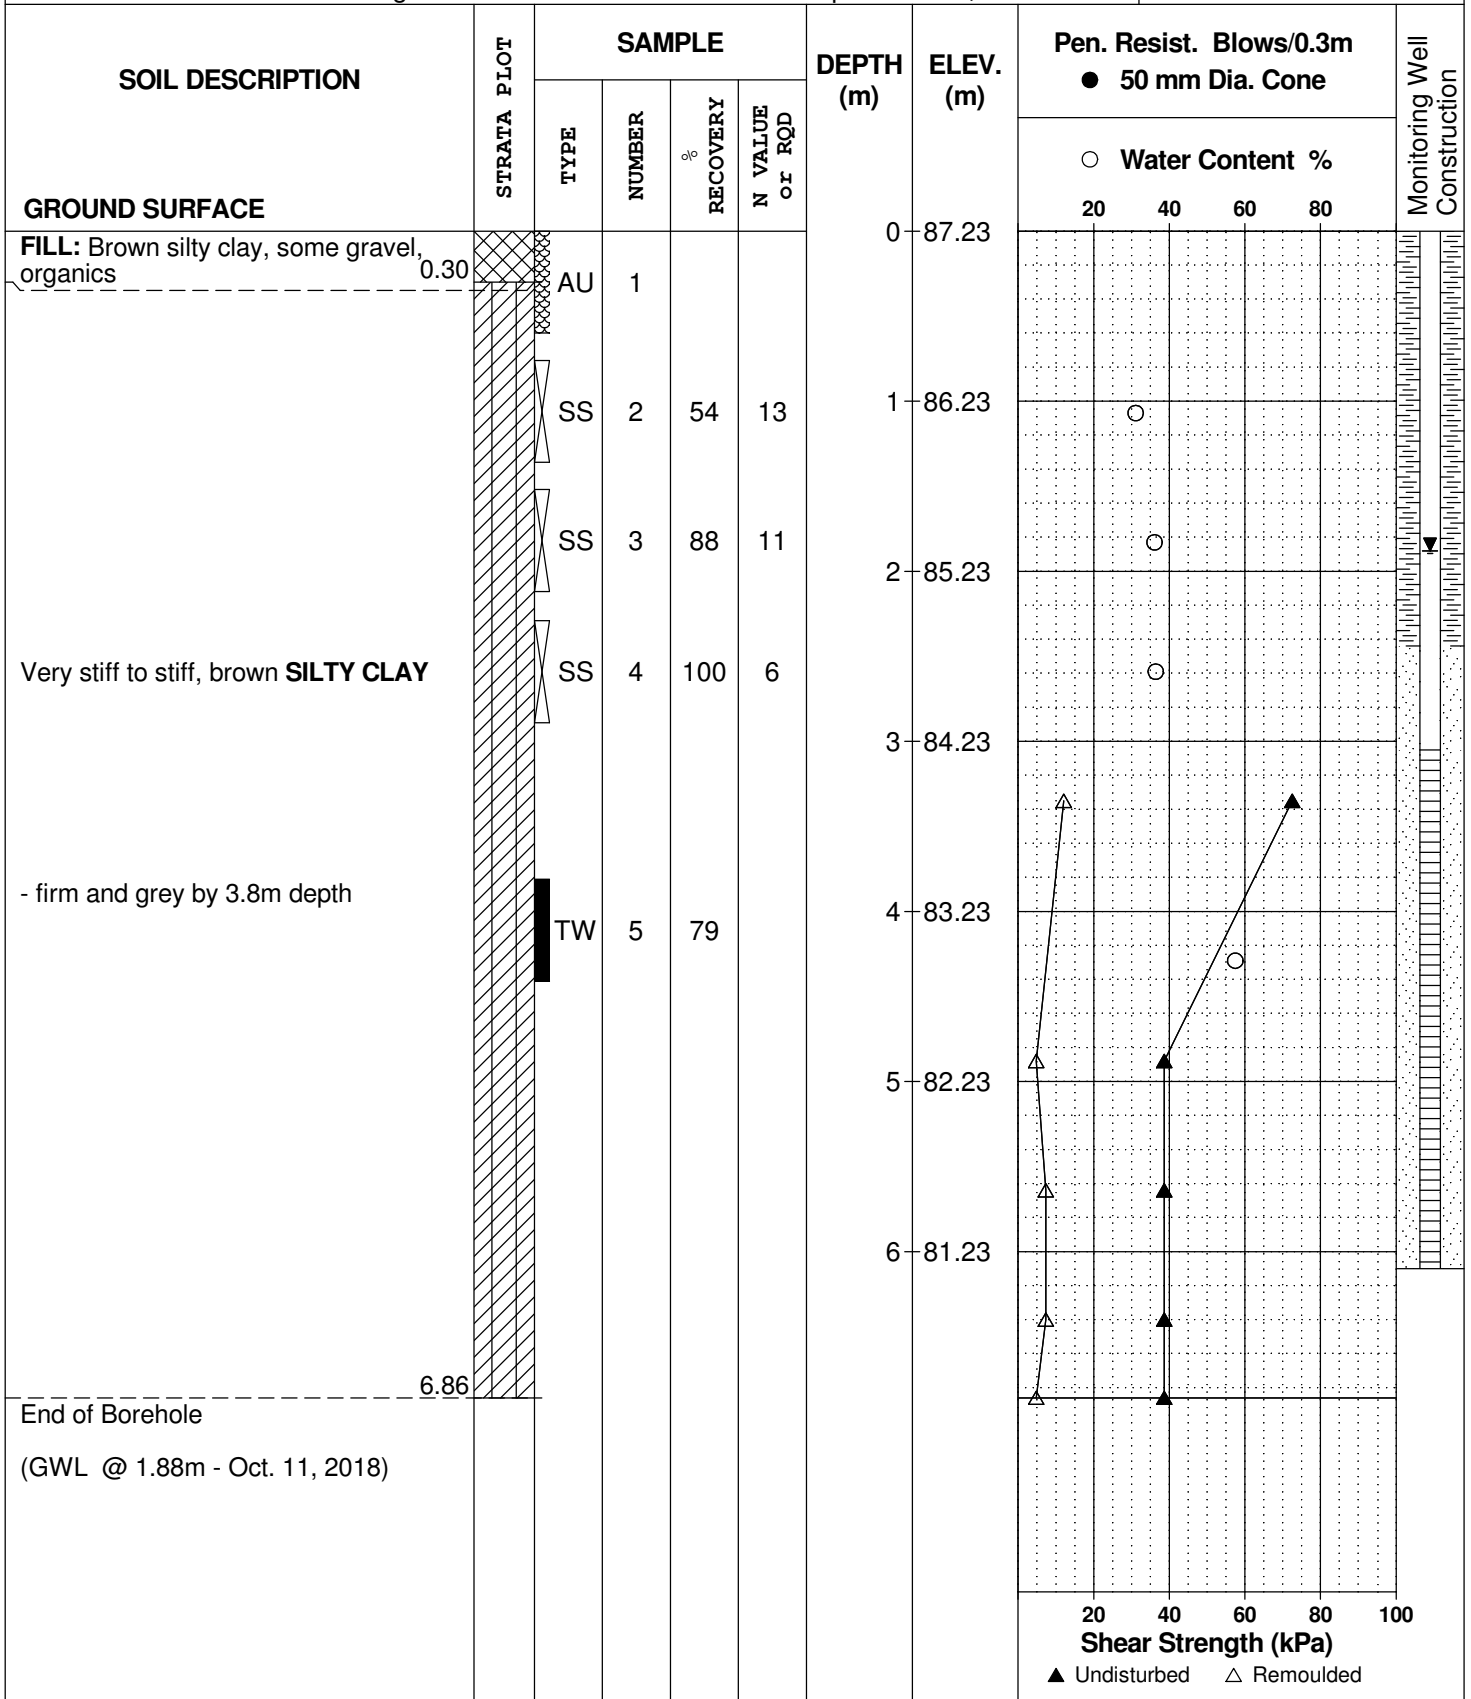 SOIL DESCRIPTION
GROUND SURFACE
STRATA PLOT
SAMPLE
TYPE
NUMBER
%
RECOVERY
N VALUE
or RQD
DEPTH
(m)
ELEV.
(m)
Pen. Resist. Blows/0.3m
● 50 mm Dia. Cone
○ Water Content %
20 40 60 80
Monitoring Well
Construction
0 87.23
FILL: Brown silty clay, some gravel,
organics 0.30
AU 1
1 86.23
SS 2 54 13
SS 3 88 11
2 85.23
Very stiff to stiff, brown SILTY CLAY
SS 4 100 6
3 84.23
- firm and grey by 3.8m depth
4 83.23
TW 5 79
5 82.23
6 81.23
6.86
End of Borehole
(GWL @ 1.88m - Oct. 11, 2018)
20 40 60 80 100
Shear Strength (kPa)
▲ Undisturbed △ Remoulded